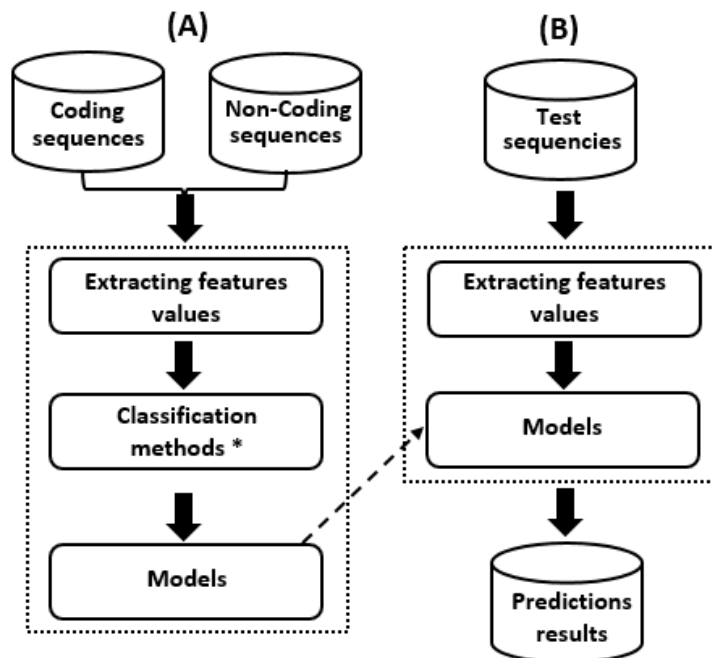 (A)
Coding
sequences
Non-Coding
sequences
Extracting features
values
Classification
methods *
Models
(B)
Test
sequencies
Extracting features
values
Models
Predictions
results